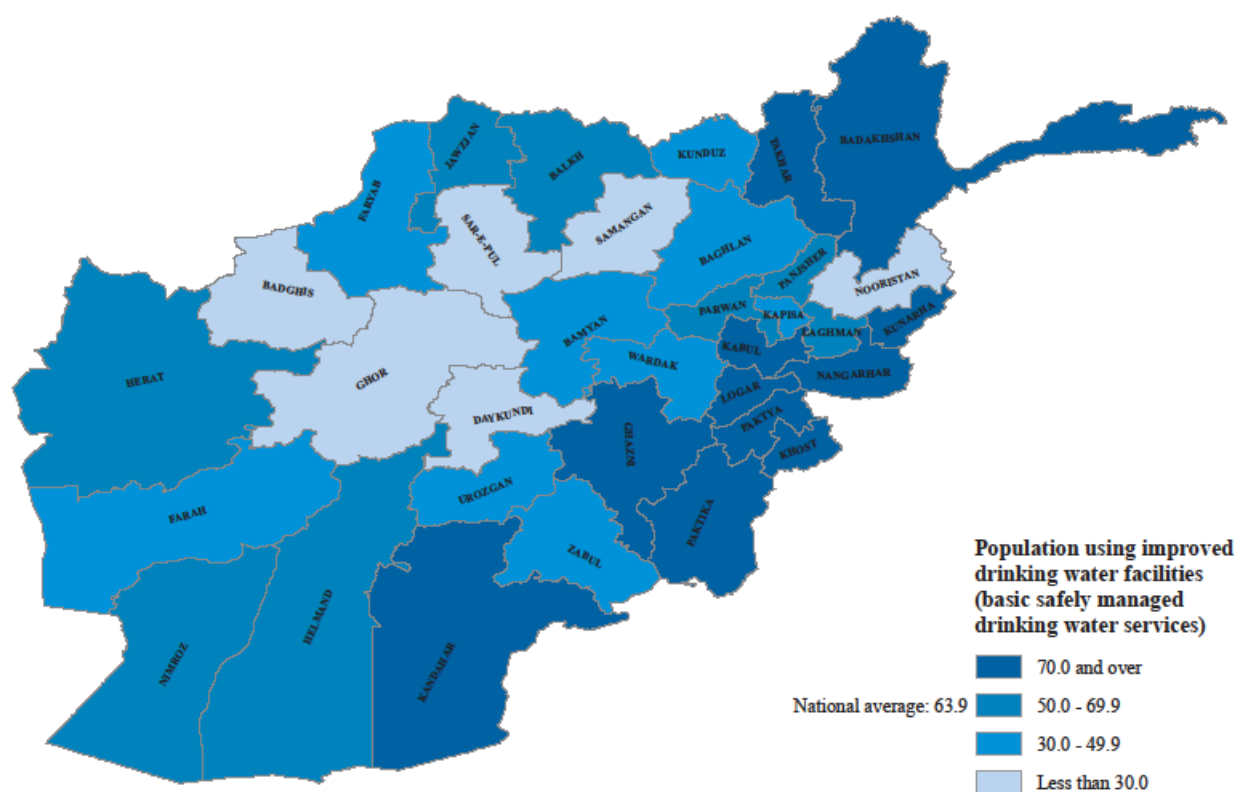 BADAKHSHAN
TAKHAR
KUNDUZ
JAWZJAN
BALKH
FARYAB
SAR-E-PUL
SAMANGAN
BAGHLAN
PANJSHER
NOORISTAN
BADGHIS
PARWAN
KAPISA
LAGHMAN
KUNARHA
BAMYAN
KABUL
WARDAK
NANGARHAR
HERAT
GHOR
LOGAR
DAYKUNDI
PAKTYA
GHAZNI
KHOST
UROZGAN
PAKTIKA
FARAH
ZABUL
HELMAND
NIMROZ
KANDAHAR
Population using improved
drinking water facilities
(basic safely managed
drinking water services)
70.0 and over
National average: 63.9
50.0 - 69.9
30.0 - 49.9
Less than 30.0